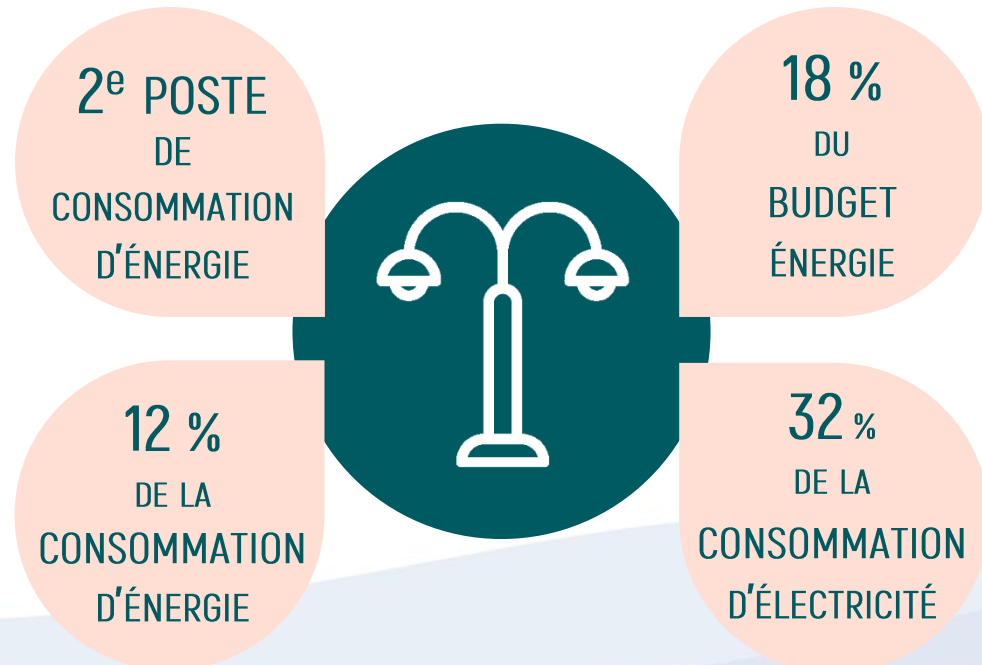 2e POSTE
DE
CONSOMMATION
D'ÉNERGIE
18 %
DU
BUDGET
ÉNERGIE
12 %
DE LA
CONSOMMATION
D'ÉNERGIE
32 %
DE LA
CONSOMMATION
D'ÉLECTRICITÉ